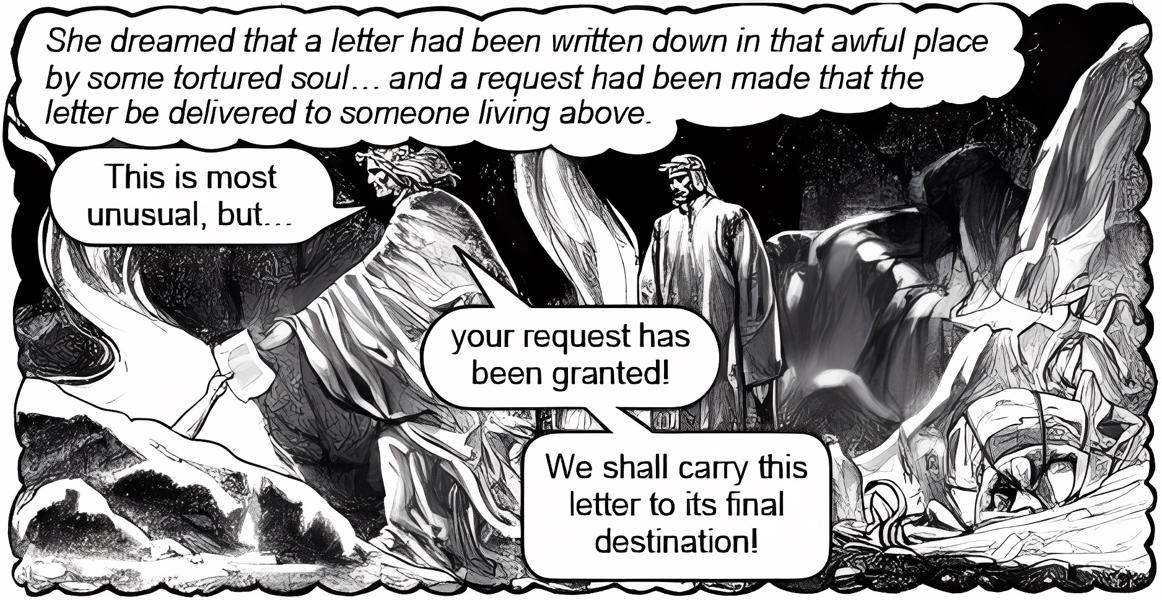 She dreamed that a letter had been written down in that awful place
by some tortured soul... and a request had been made that the
letter be delivered to someone living above.
This is most
unusual, but...
your request has
been granted!
We shall carry this
letter to its final
destination!